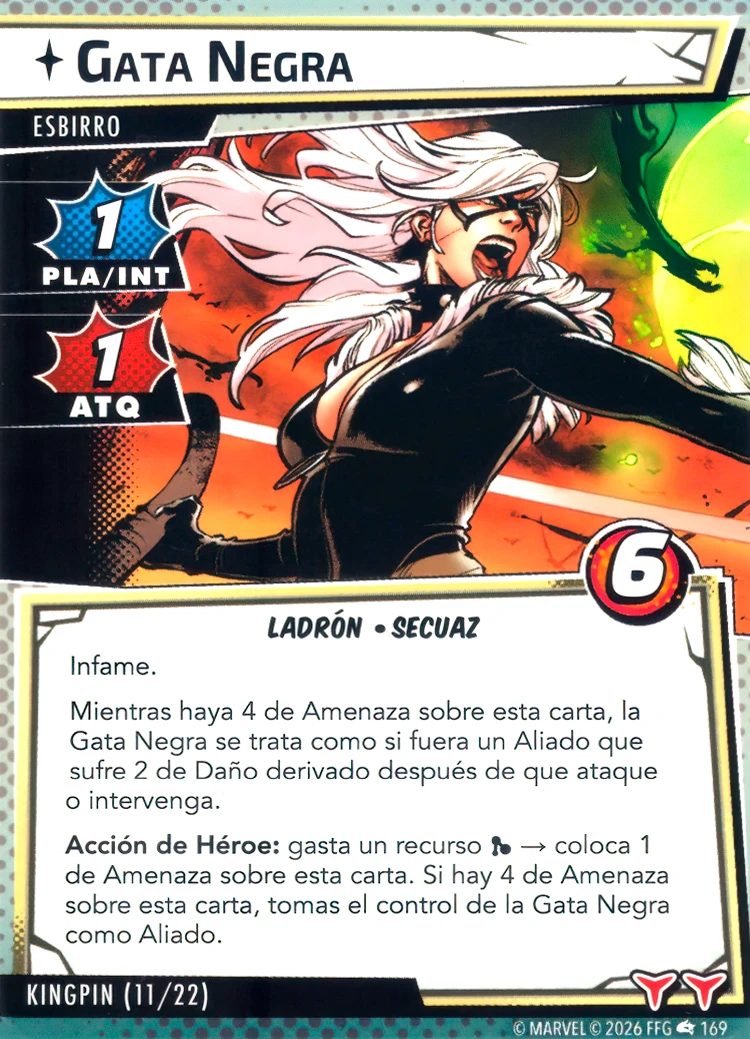 GATA NEGRA
ESBIRRO
1
PLA/INT
1
ATQ
6
LADRÓN • SECUAZ
Infame.
Mientras haya 4 de Amenaza sobre esta carta, la
Gata Negra se trata como si fuera un Aliado que
sufre 2 de Daño derivado después de que ataque
o intervenga.
Acción de Héroe: gasta un recurso → coloca 1
de Amenaza sobre esta carta. Si hay 4 de Amenaza
sobre esta carta, tomas el control de la Gata Negra
como Aliado.
KINGPIN (11/22)
© MARVEL © 2026 FFG 169